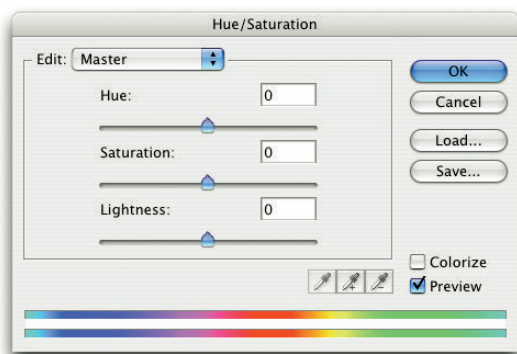 Hue/Saturation
Edit: Master
Hue: 0
Saturation: 0
Lightness: 0
OK
Cancel
Load...
Save...
Colorize
Preview